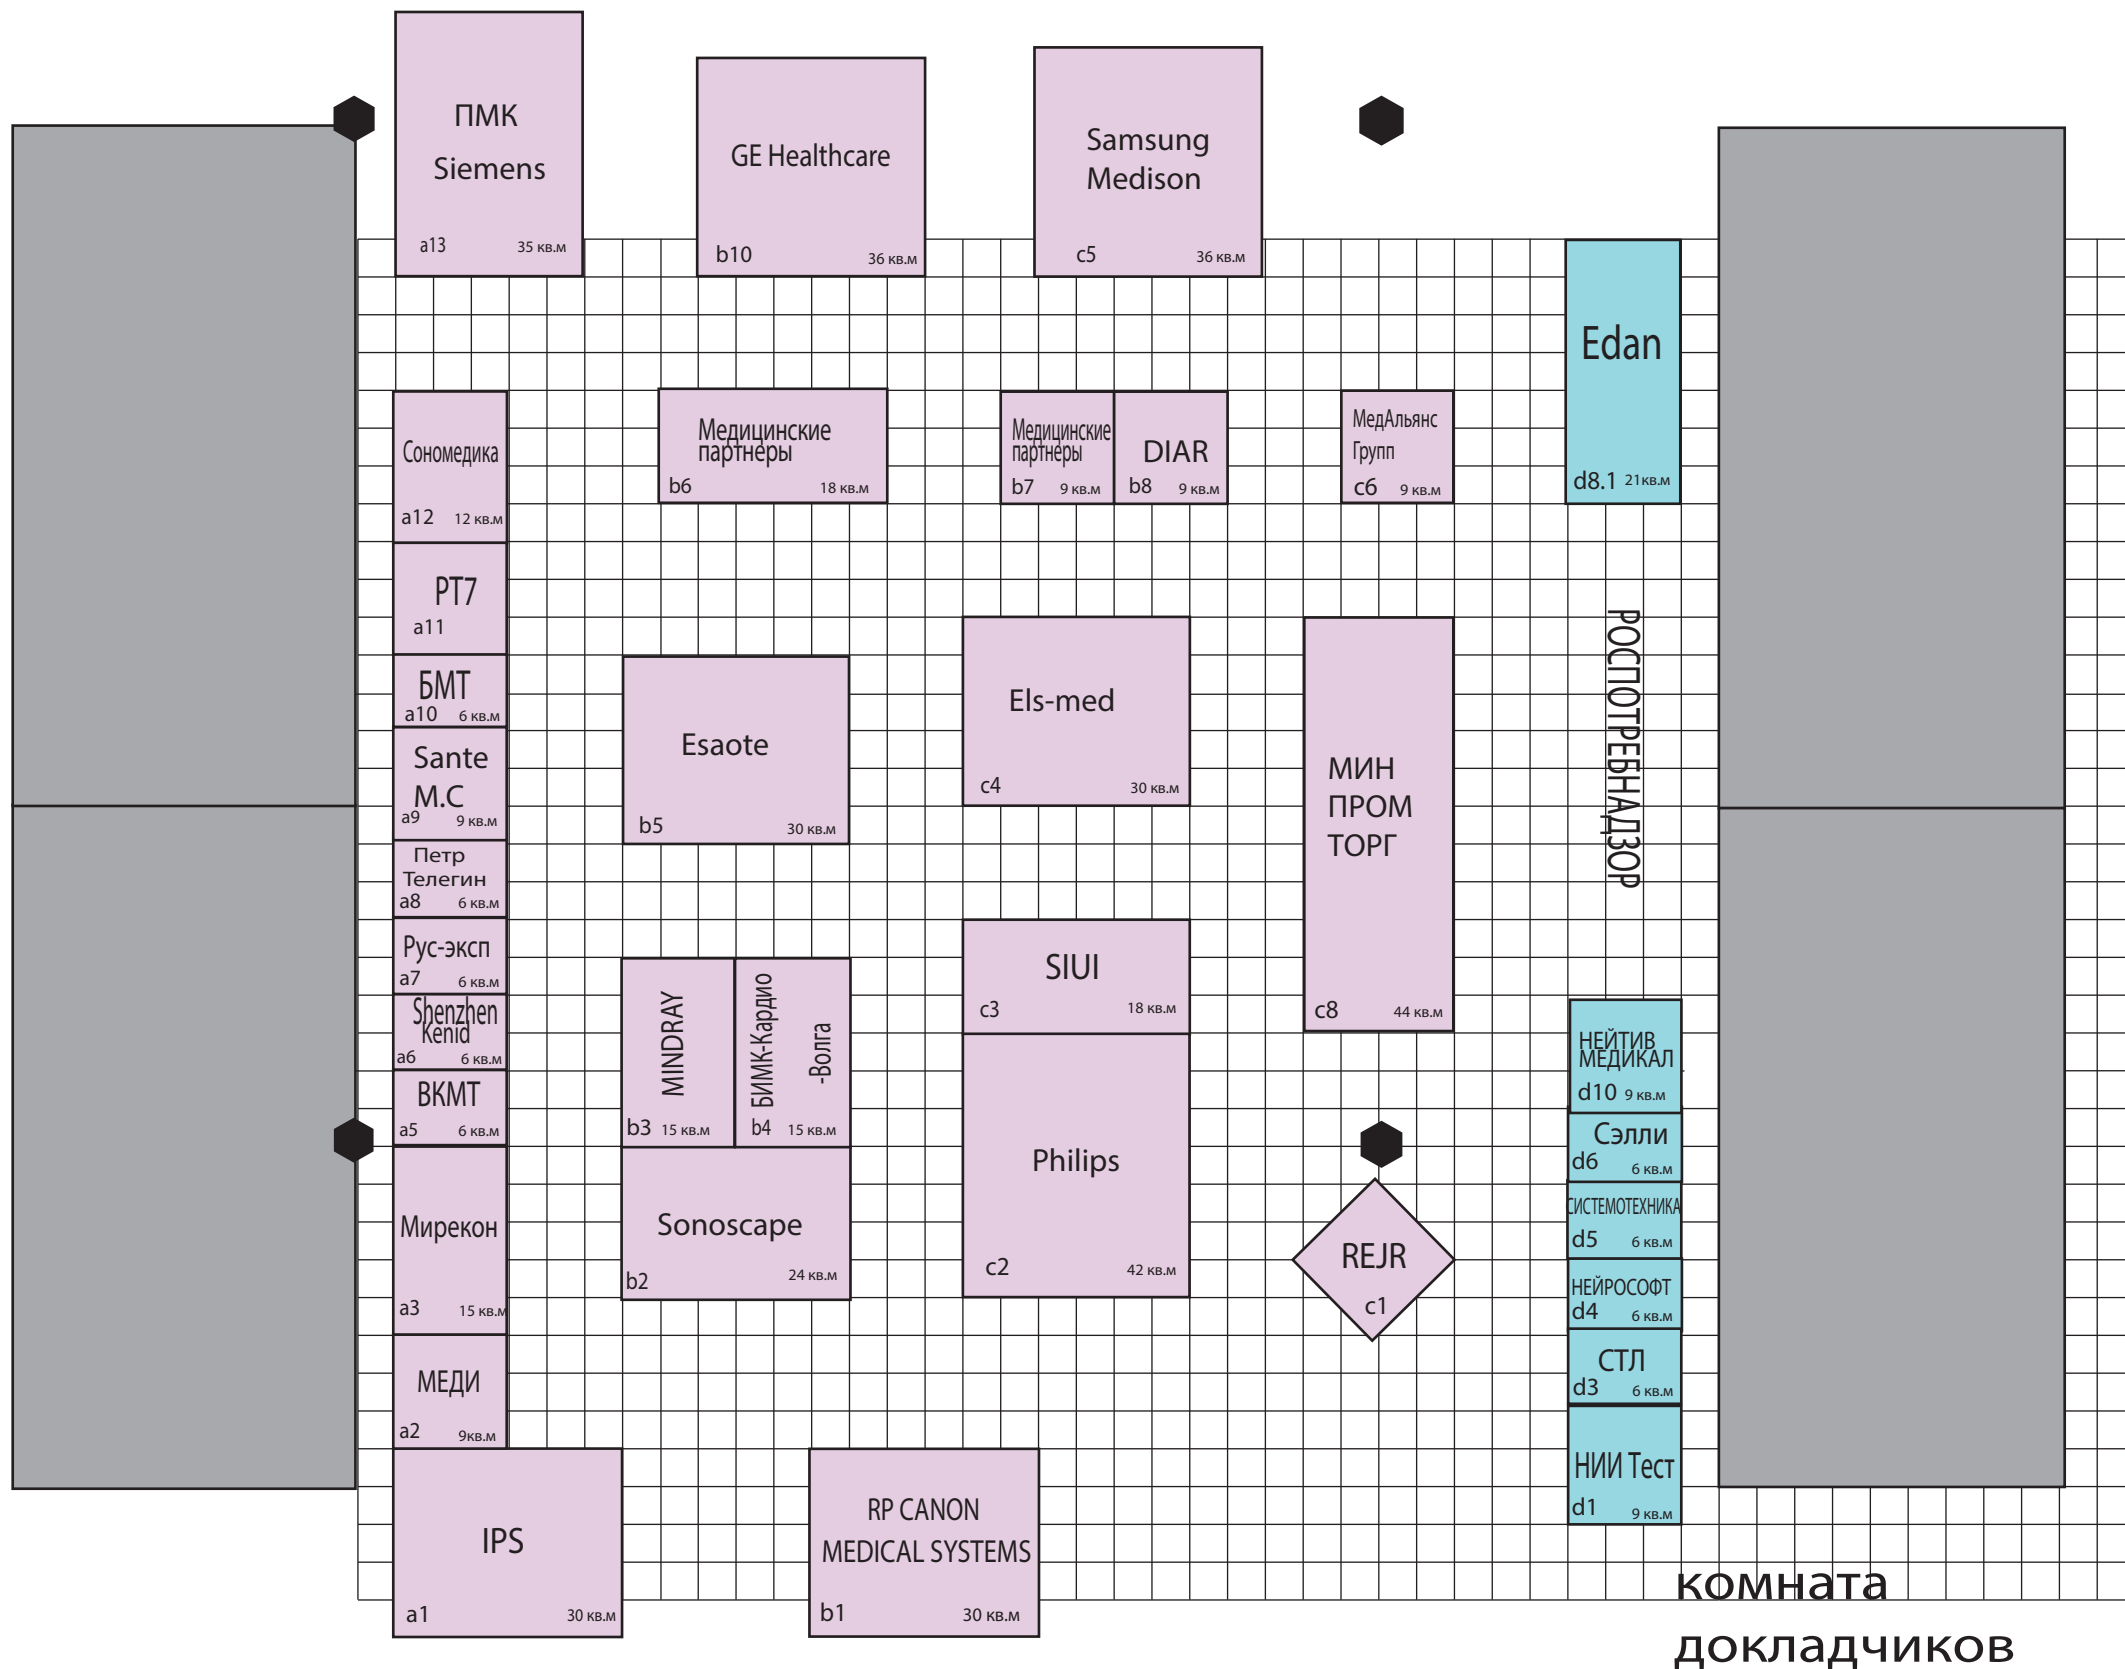 ПМК
Siemens
a13 35 кв.м
GE Healthcare
b10 36 кв.м
Samsung
Medison
c5 36 кв.м
Edan
d8.1 21кв.м
Сономедика
a12 12 кв.м
Медицинские
партнеры
b6 18 кв.м
Медицинские
партнеры
b7 9 кв.м
DIAR
b8 9 кв.м
МедАльянс
Групп
c6 9 кв.м
РТ7
a11
БМТ
a10 6 кв.м
Sante
М.С
a9 9 кв.м
Петр
Телегин
a8 6 кв.м
Рус-эксп
a7 6 кв.м
Shenzhen
Kenid
a6 6 кв.м
ВКМТ
a5 6 кв.м
Мирекон
a3 15 кв.м
МЕДИ
a2 9кв.м
IPS
a1 30 кв.м
Esaote
b5 30 кв.м
MINDRAY
b3 15 кв.м
БИМК-Кардио
-Волга
b4 15 кв.м
Sonoscape
b2 24 кв.м
RP CANON
MEDICAL SYSTEMS
b1 30 кв.м
Els-med
c4 30 кв.м
SIUI
c3 18 кв.м
Philips
c2 42 кв.м
МИН
ПРОМ
ТОРГ
c8 44 кв.м
REJR
c1
РОСПОТРЕБНАДЗОР
НЕЙТИВ
МЕДИКАЛ
d10 9 кв.м
Сэлли
d6 6 кв.м
СИСТЕМОТЕХНИКА
d5 6 кв.м
НЕЙРОСОФТ
d4 6 кв.м
СТЛ
d3 6 кв.м
НИИ Тест
d1 9 кв.м
комната
докладчиков